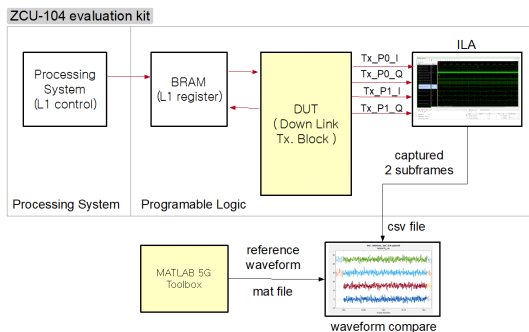 ZCU-104 evaluation kit
Processing
System
(L1 control)
BRAM
(L1 register)
DUT
( Down Link
Tx. Block )
Tx_P0_I
Tx_P0_Q
Tx_P1_I
Tx_P1_Q
ILA
captured
2 subframes
Processing System
Programable Logic
csv file
MATLAB 5G
Toolbox
reference
waveform
mat file
waveform compare